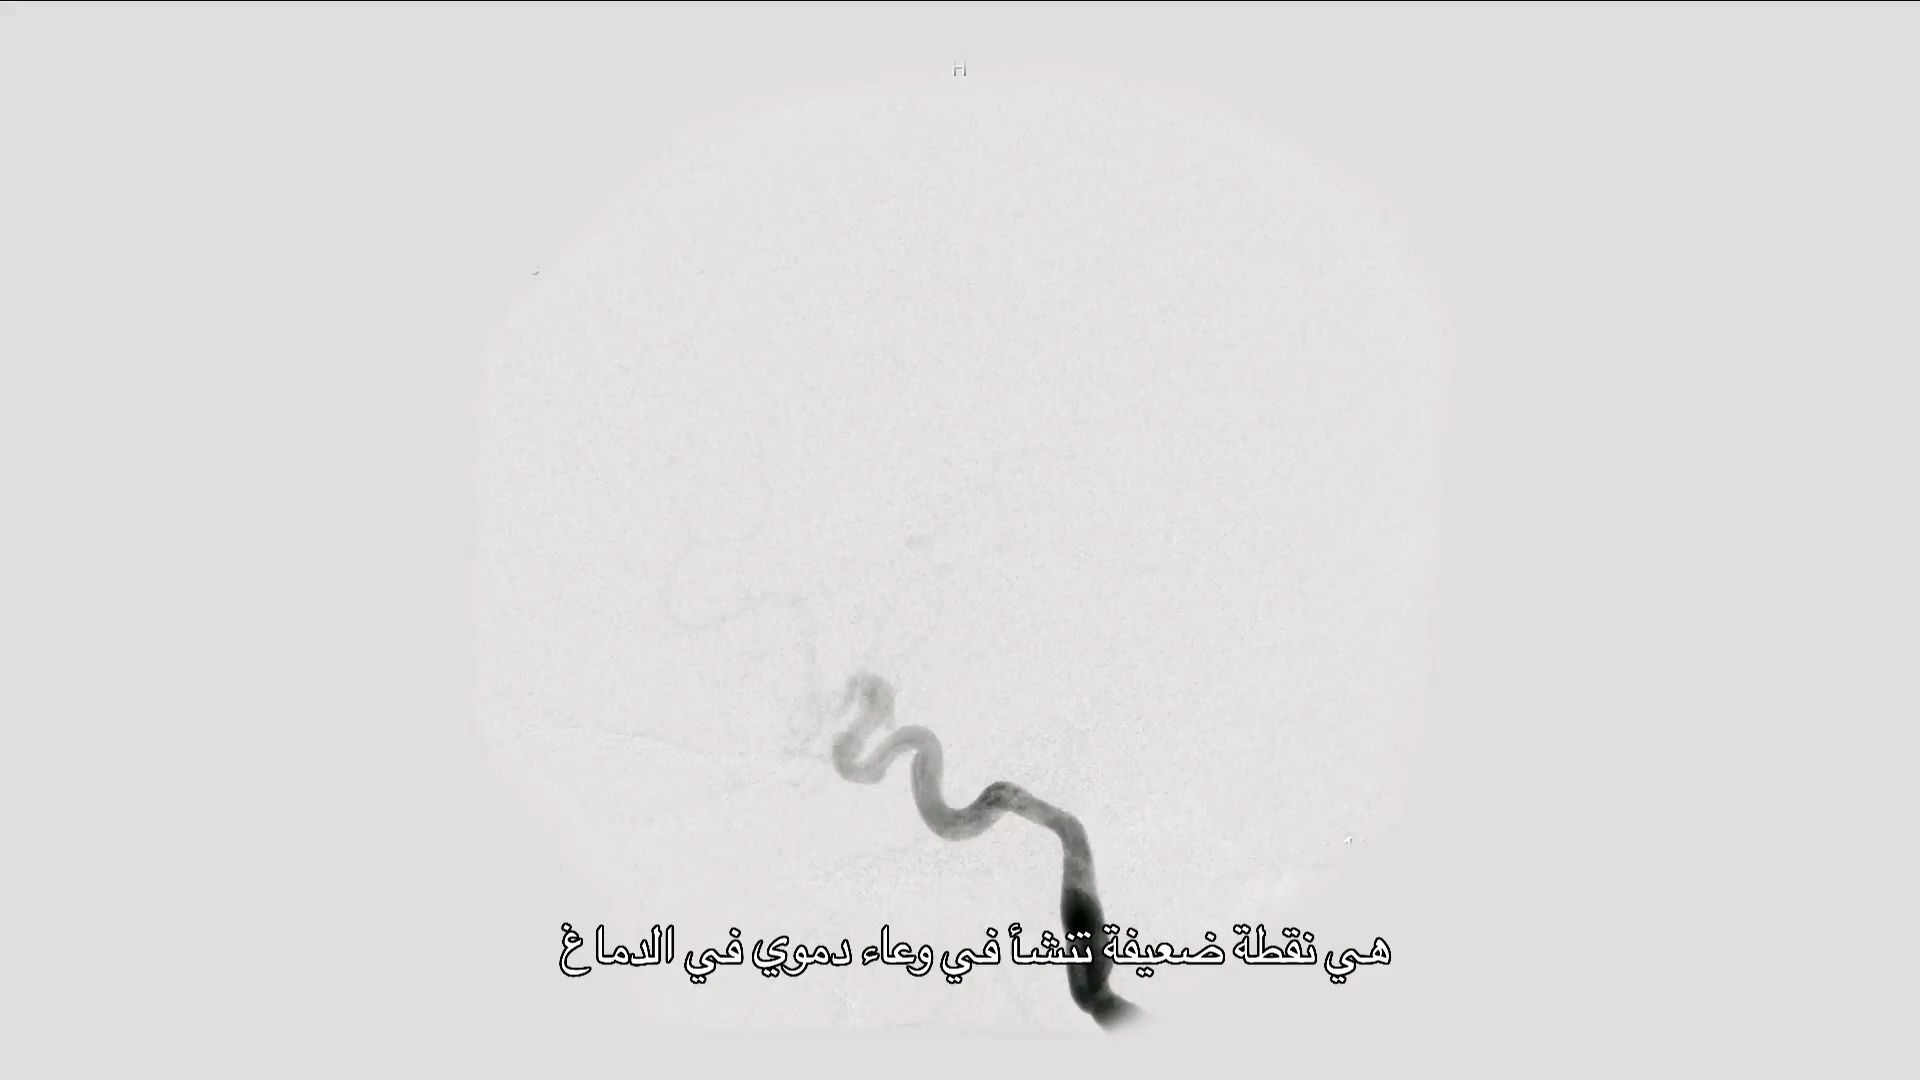 H
هي نقطة ضعيفة تنشأ في وعاء دموي في الدماغ